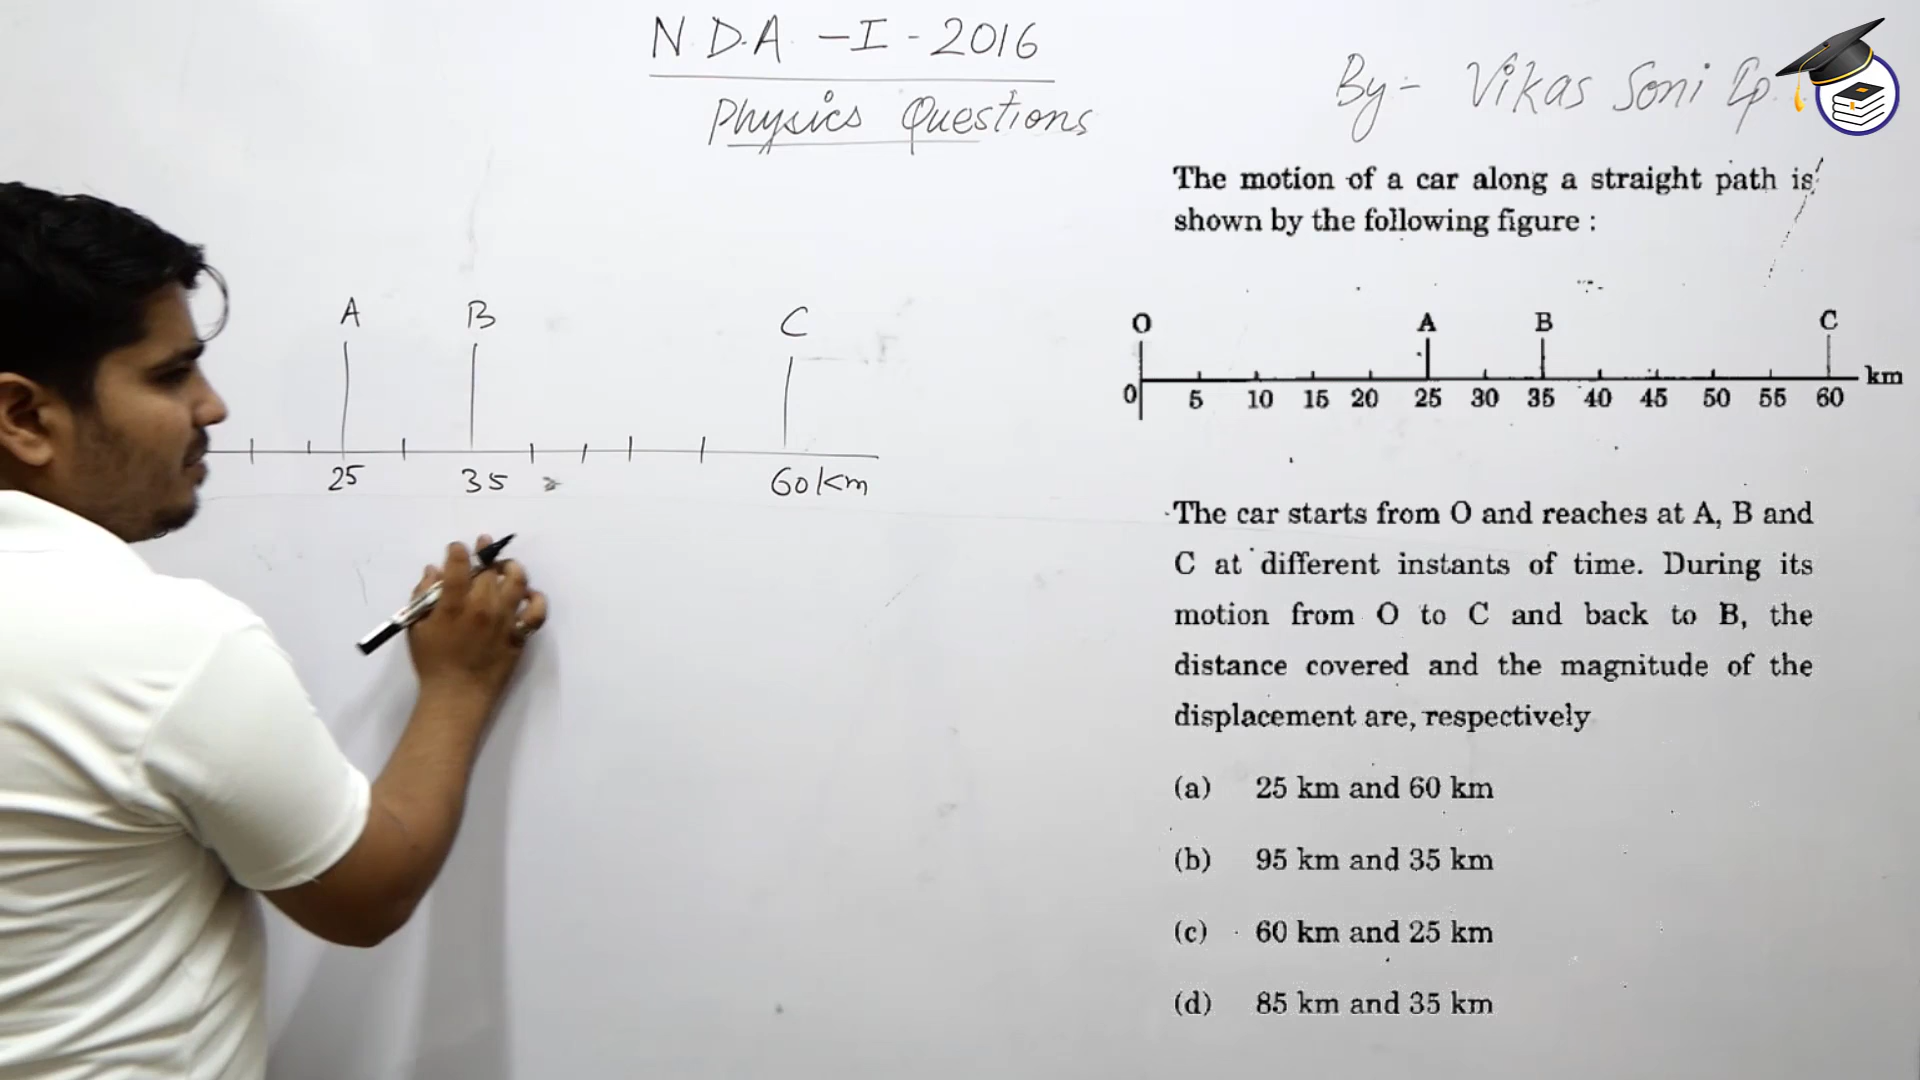 N.D.A. -I-2016
Physics Questions
By:- Vikas Soni
A B C
25 35 60km
The motion of a car along a straight path is
shown by the following figure :
O A B C
0 5 10 15 20 25 30 35 40 45 50 55 60 km
The car starts from O and reaches at A, B and
C at different instants of time. During its
motion from O to C and back to B, the
distance covered and the magnitude of the
displacement are, respectively
(a) 25 km and 60 km
(b) 95 km and 35 km
(c) 60 km and 25 km
(d) 85 km and 35 km